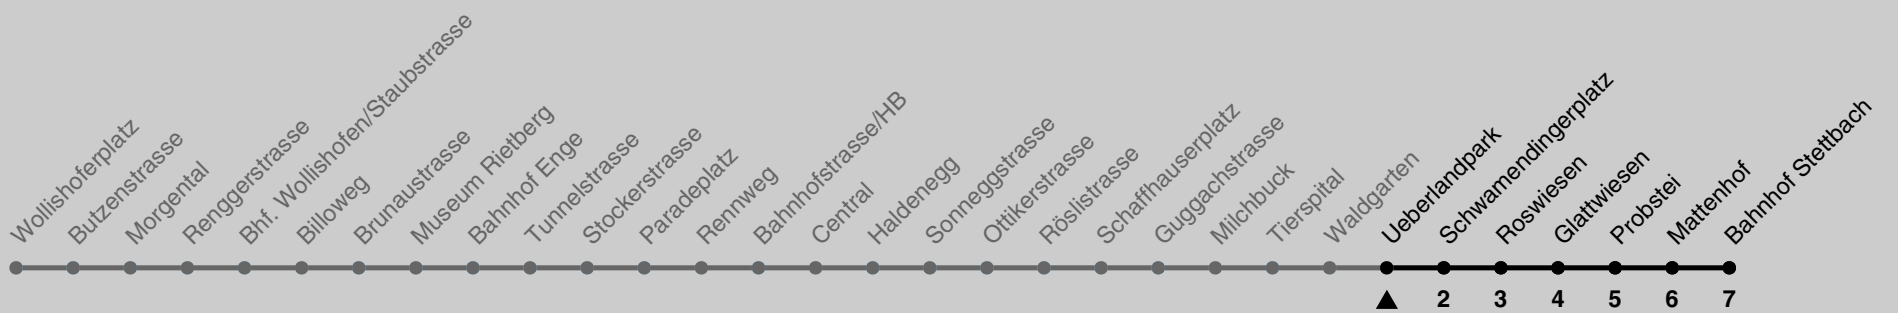 Wollishoferplatz
Butzenstrasse
Morgental
Renggerstrasse
Bhf. Wollishofen/Staubstrasse
Billoweg
Brunaustrasse
Museum Rietberg
Bahnhof Enge
Tunnelstrasse
Stockerstrasse
Paradeplatz
Rennweg
Bahnhofstrasse/HB
Central
Haldenegg
Sonneggstrasse
Ottikerstrasse
Röslistrasse
Schaffhauserplatz
Guggachstrasse
Milchbuck
Tierspital
Waldgarten
Ueberlandpark
Schwamendingerplatz
Roswiesen
Glattwiesen
Probstei
Mattenhof
Bahnhof Stettbach
2 3 4 5 6 7